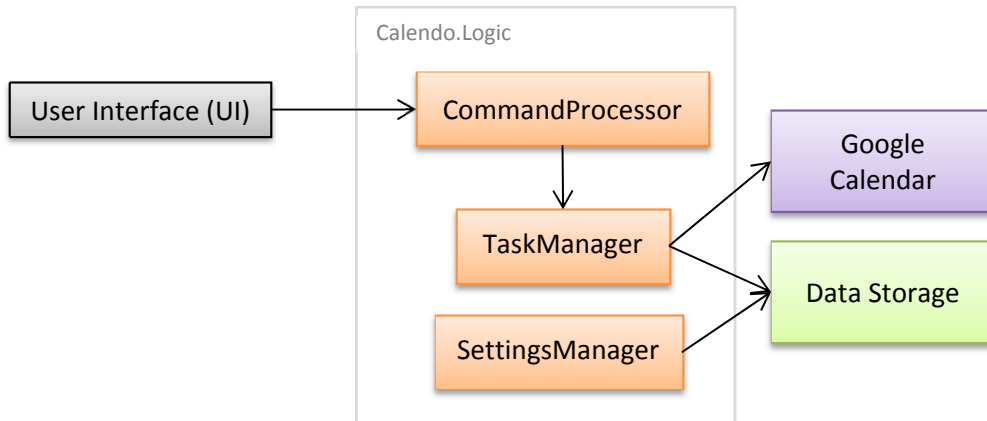 Calendo.Logic
User Interface (UI)
CommandProcessor
Google
Calendar
TaskManager
Data Storage
SettingsManager